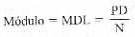 Módulo = MDL = PD/N